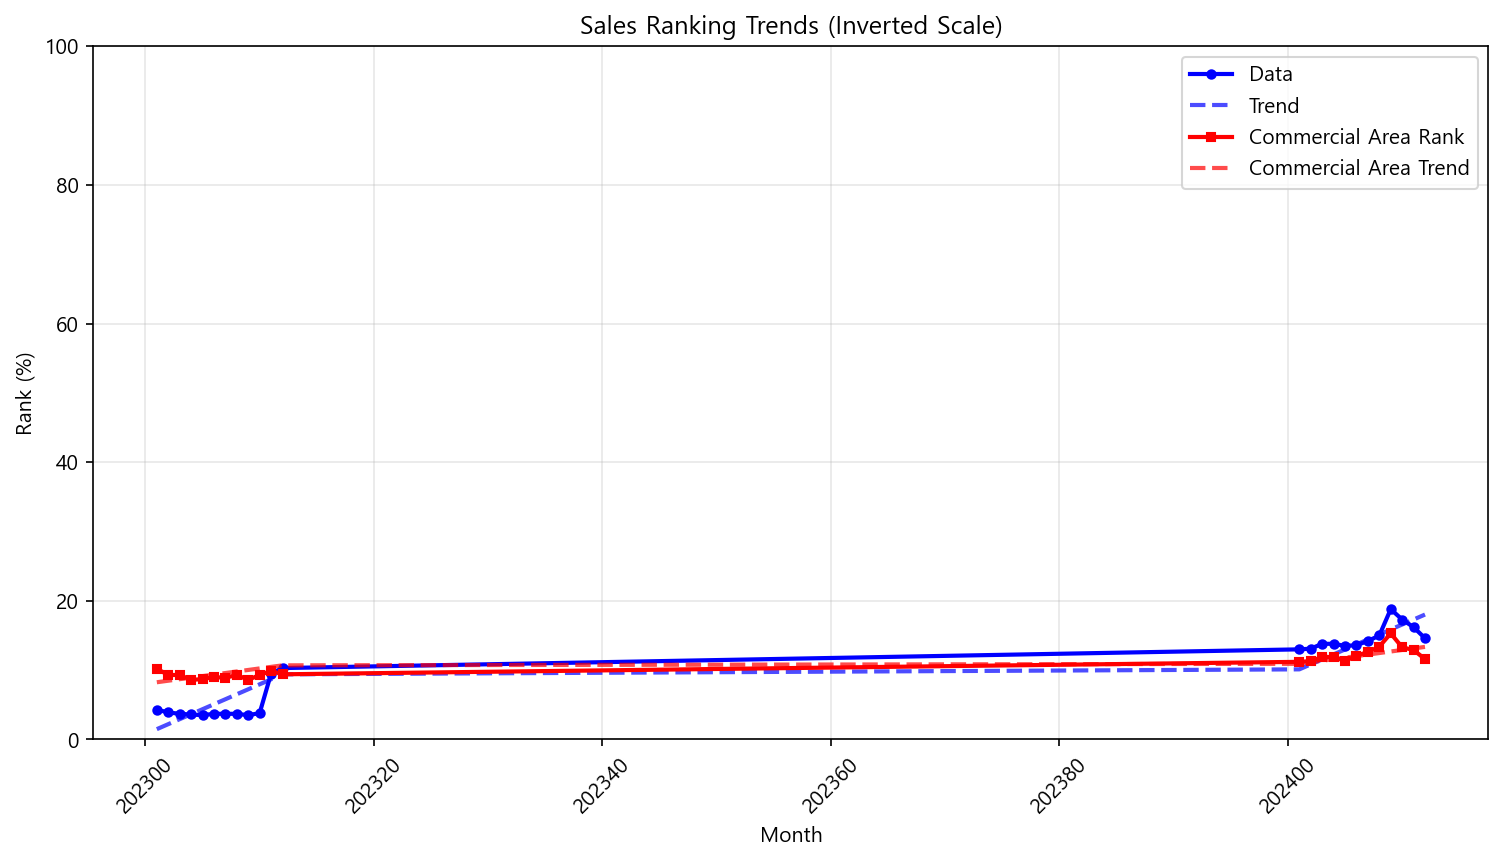 Sales Ranking Trends (Inverted Scale)
100
80
60
40
20
0
Rank (%)
Data
Trend
Commercial Area Rank
Commercial Area Trend
202300
202320
202340
202360
202380
202400
Month